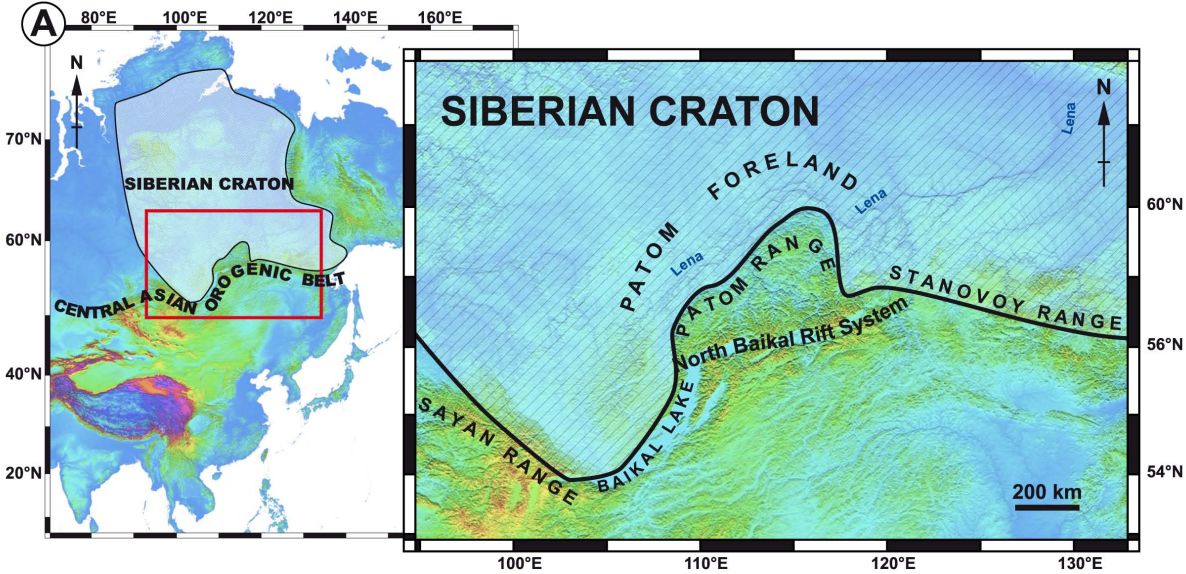 A
80°E 100°E 120°E 140°E 160°E
N
70°N
60°N
40°N
20°N
SIBERIAN CRATON
CENTRAL ASIAN OROGENIC BELT
SIBERIAN CRATON
N
Lena
PATOM FORELAND
Lena
Lena
PATOM RANGE
STANOVOY RANGE
North Baikal Rift System
BAIKAL LAKE
SAYAN RANGE
200 km
60°N
56°N
54°N
100°E 110°E 120°E 130°E